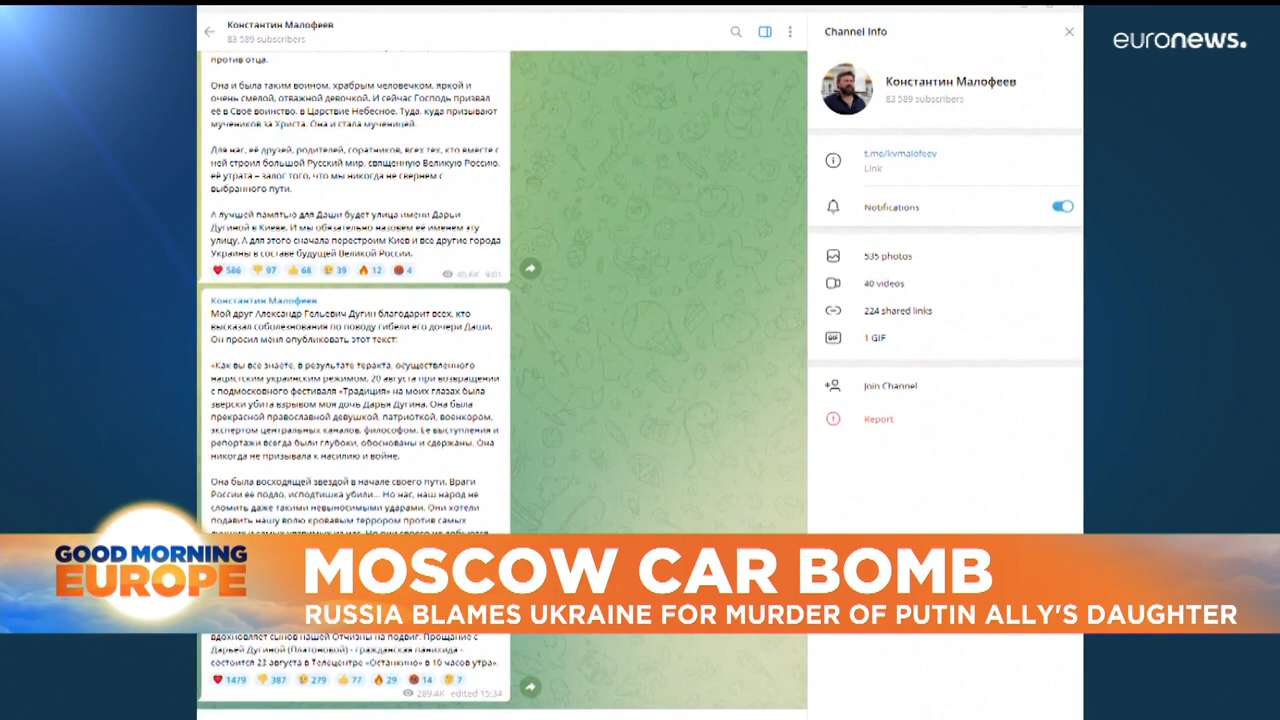 Константин Малофеев
83 589 subscribers
Channel Info
euronews.
против отца.
Она и была таким воином, храбрым человечком, яркой и
очень смелой, отважной девочкой. И сейчас Господь призвал
её в Своё воинство, в Царствие Небесное. Туда, куда призывают
мучеников за Христа. Она и стала мученицей.
Для нас, её друзей, родителей, соратников, всех тех, кто вместе с
ней строил большой Русский мир, священную Великую Россию,
её утрата – залог того, что мы никогда не свернем с
выбранного пути.
А лучшей памятью для Даши будет улица имени Дарьи
Дугиной в Киеве. И мы обязательно назовем её именем эту
улицу. А для этого сначала перестроим Киев и все другие города
Украины в составе будущей Великой России.
586 97 68 39 12 4
40.6K 9:01
Константин Малофеев
Мой друг Александр Гельевич Дугин благодарит всех, кто
высказал соболезнования по поводу гибели его дочери Даши.
Он просил меня опубликовать этот текст:
«Как вы все знаете, в результате теракта, осуществленного
нацистским украинским режимом, 20 августа при возвращении
с подмосковного фестиваля «Традиция» на моих глазах была
зверски убита взрывом моя дочь Дарья Дугина. Она была
прекрасной православной девушкой, патриоткой, военкором,
экспертом центральных каналов, философом. Ее выступления и
репортажи всегда были глубоки, обоснованы и сдержаны. Она
никогда не призывала к насилию и войне.
Она была восходящей звездой в начале своего пути. Враги
России ее подло, исподтишка убили... Но нас, наш народ не
сломить даже такими невыносимыми ударами. Они хотели
подавить нашу волю кровавым террором против самых
вдохновляет сынов нашей Отчизны на подвиг. Прощание с
Дарьей Дугиной (Платоновой) - гражданская панихида -
состоится 23 августа в Телецентре «Останкино» в 10 часов утра».
1479 387 279 77 29 14 7
289.4K edited 15:34
Константин Малофеев
83 589 subscribers
t.me/kvmalofeev
Link
Notifications
535 photos
40 videos
224 shared links
GIF 1 GIF
Join Channel
Report
GOOD MORNING
EUROPE
MOSCOW CAR BOMB
RUSSIA BLAMES UKRAINE FOR MURDER OF PUTIN ALLY'S DAUGHTER